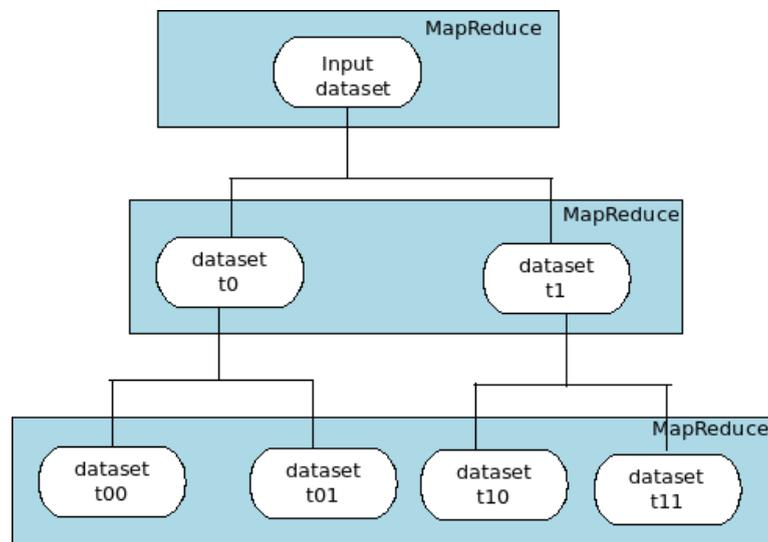 MapReduce
Input
dataset
MapReduce
dataset
t0
dataset
t1
MapReduce
dataset
t00
dataset
t01
dataset
t10
dataset
t11